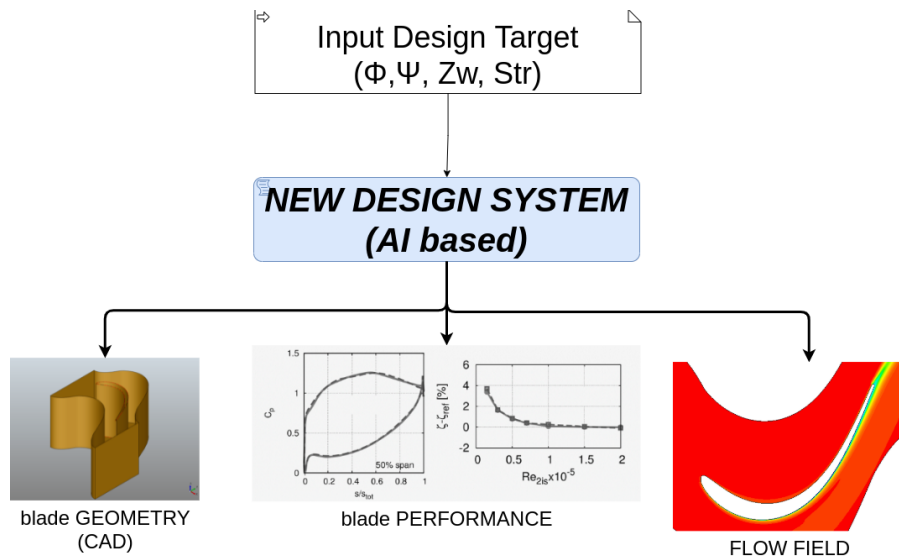 Input Design Target
(Φ,Ψ, Zw, Str)
NEW DESIGN SYSTEM
(AI based)
1.5
1
0.5
0
Cp
50% span
0 0.2 0.4 0.6 0.8 1
s/stot
6
4
2
0
-2
ζ-ζref [%]
0 0.5 1 1.5 2
Re2isx10-5
blade GEOMETRY
(CAD)
blade PERFORMANCE
FLOW FIELD